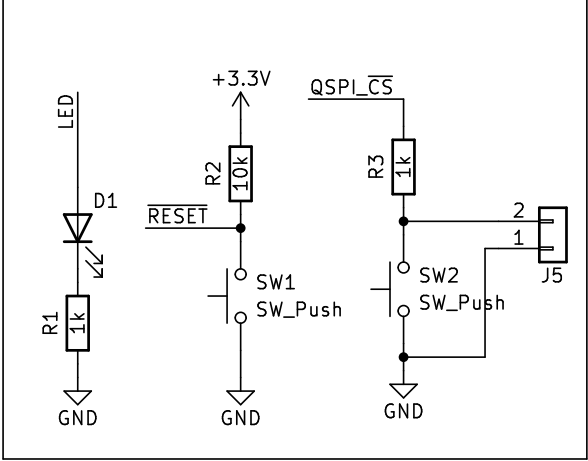 LED
D1
R1
1k
GND
+3.3V
R2
10k
RESET
SW1
SW_Push
GND
QSPI_CS
R3
1k
2
1
J5
SW2
SW_Push
GND